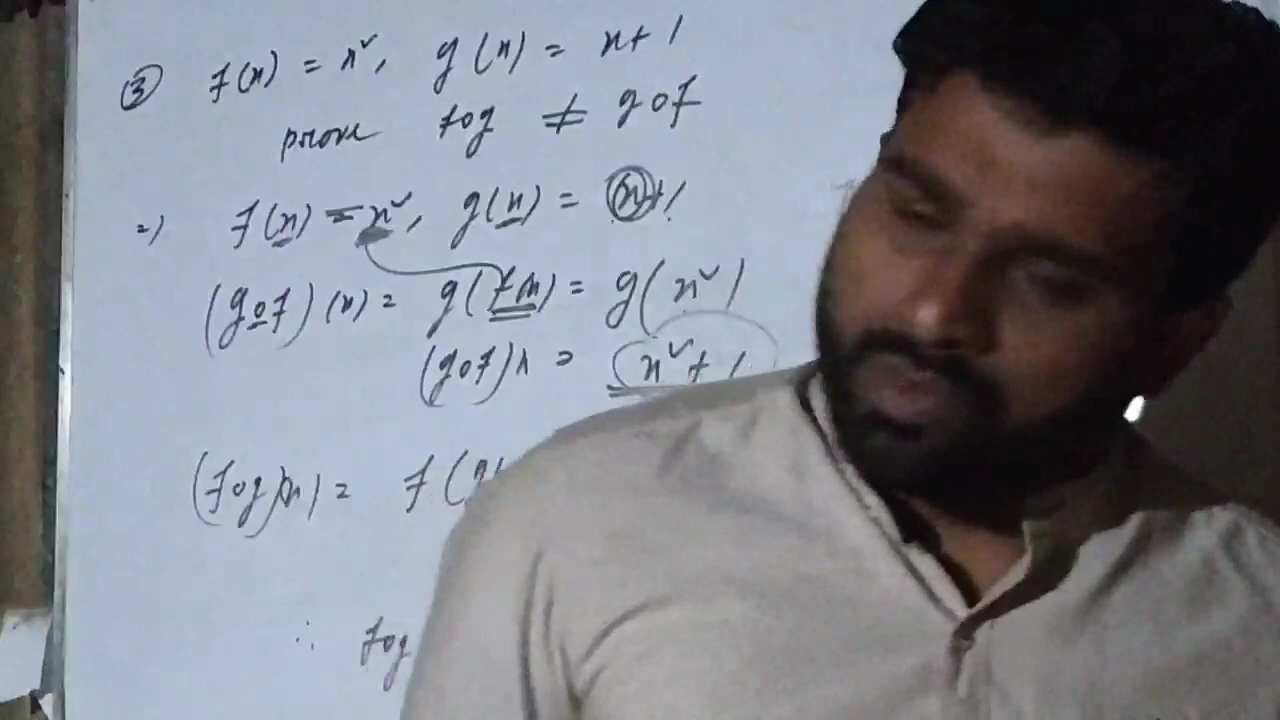 ③ f(x) = x², g(x) = x + 1
prove fog ≠ gof
=) f(x) = x², g(x) = x + 1
(gof)(x) = g(f(x)) = g(x²)
(gof)x = x² + 1
(fog)(x) = f(g(
∴ fog